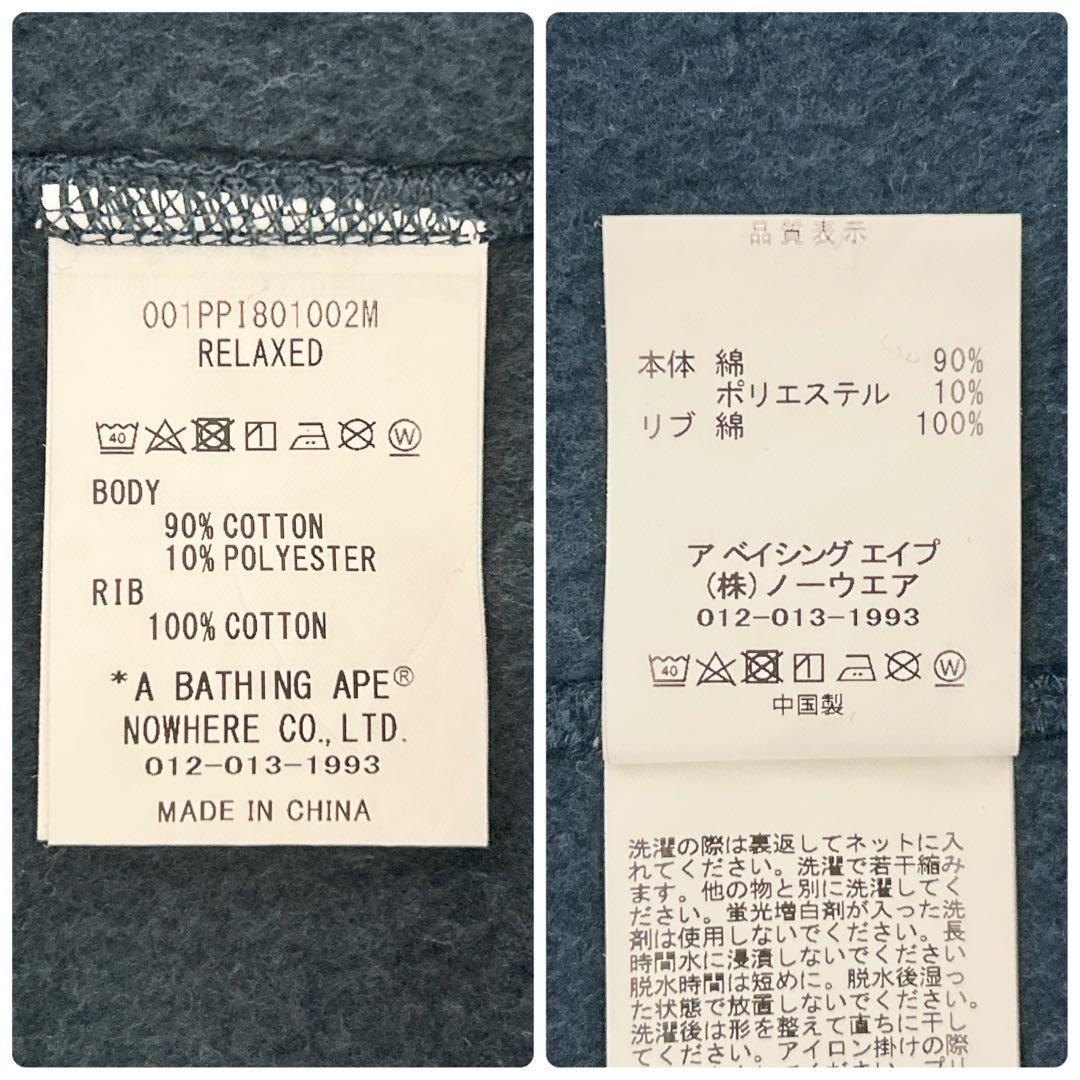 001PPI801002M
RELAXED
40 1 W
BODY
90% COTTON
10% POLYESTER
RIB
100% COTTON
*A BATHING APE®
NOWHERE CO., LTD.
012-013-1993
MADE IN CHINA
品質表示
本体 綿 90%
ポリエステル 10%
リブ 綿 100%
ア ベイシング エイプ
(株)ノーウエア
012-013-1993
40 1 W
中国製
洗濯の際は裏返してネットに入
れてください。洗濯で若干縮み
ます。他の物と別に洗濯してく
ださい。蛍光増白剤が入った洗
剤は使用しないでください。長
時間水に浸漬しないでください
脱水時間は短めに。脱水後湿っ
た状態で放置しないでください。
洗濯後は形を整えて直ちに干し
てください。アイロン掛けの際